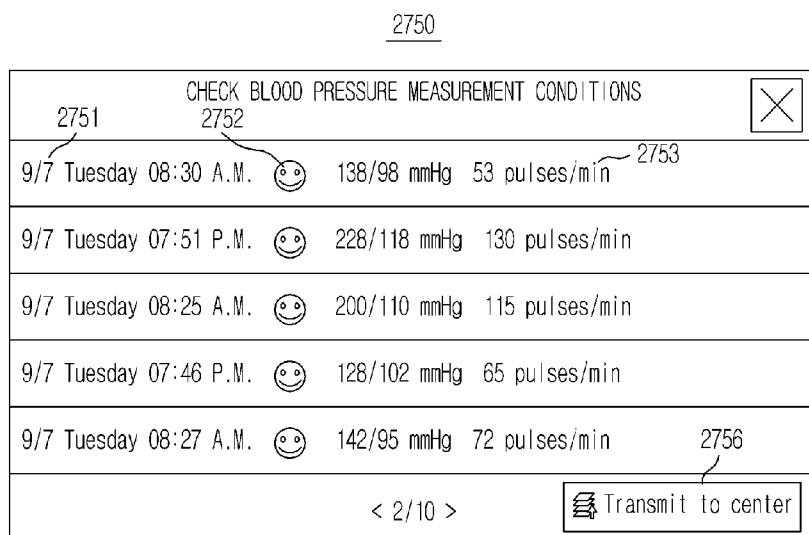 2750
CHECK BLOOD PRESSURE MEASUREMENT CONDITIONS
2751 2752
9/7 Tuesday 08:30 A.M. 138/98 mmHg 53 pulses/min 2753
9/7 Tuesday 07:51 P.M. 228/118 mmHg 130 pulses/min
9/7 Tuesday 08:25 A.M. 200/110 mmHg 115 pulses/min
9/7 Tuesday 07:46 P.M. 128/102 mmHg 65 pulses/min
9/7 Tuesday 08:27 A.M. 142/95 mmHg 72 pulses/min 2756
< 2/10 > Transmit to center